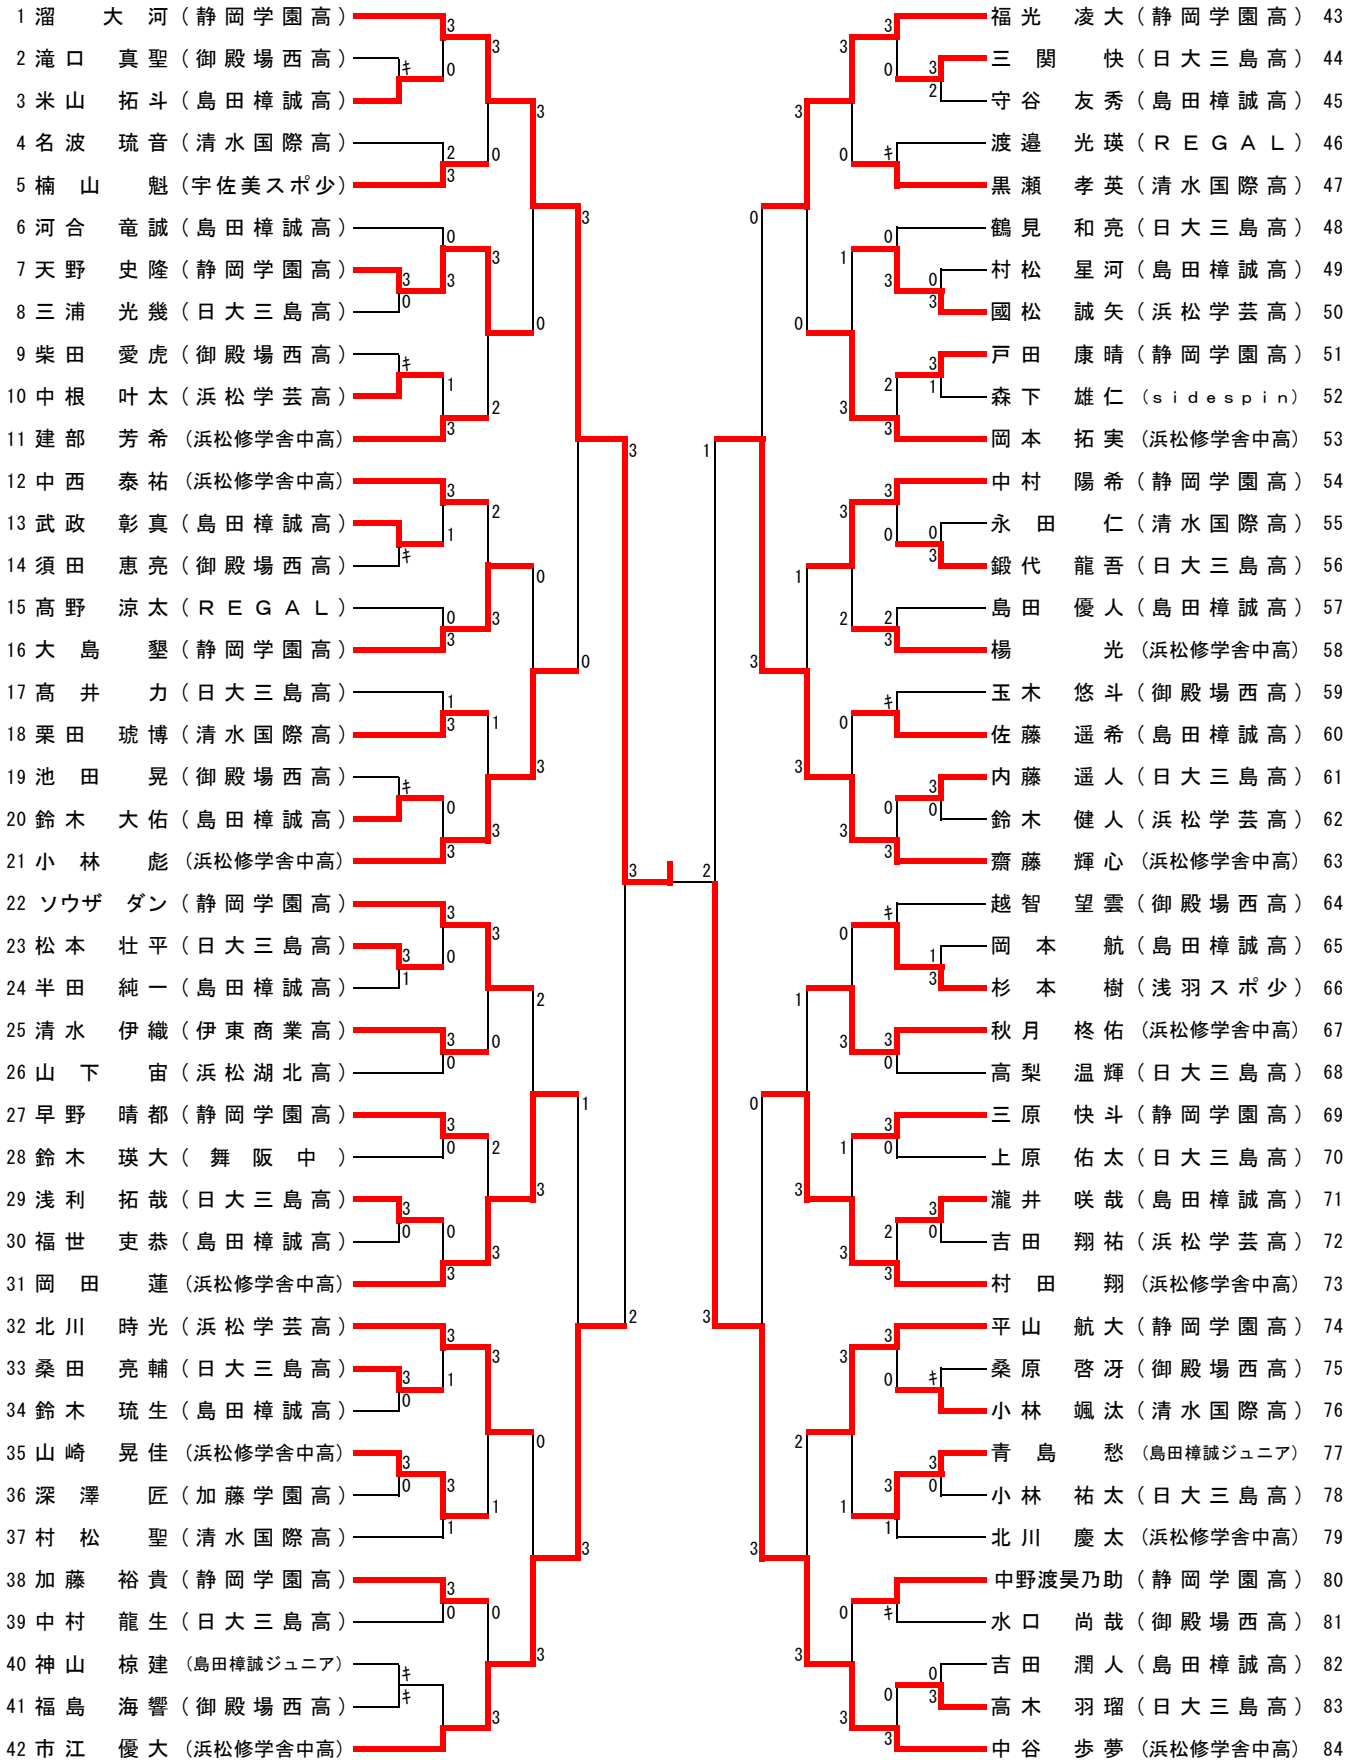 1 溜 大 河 (静 岡 学 園 高)
2 滝 口 真 聖 (御 殿 場 西 高)
3 米 山 拓 斗 (島 田 樟 誠 高)
4 名 波 琉 音 (清 水 国 際 高)
5 楠 山 魁 (宇佐美スポ少)
6 河 合 竜 誠 (島 田 樟 誠 高)
7 天 野 史 隆 (静 岡 学 園 高)
8 三 浦 光 幾 (日 大 三 島 高)
9 柴 田 愛 虎 (御 殿 場 西 高)
10 中 根 叶 太 (浜 松 学 芸 高)
11 建 部 芳 希 (浜松修学舎中高)
12 中 西 泰 祐 (浜松修学舎中高)
13 武 政 彰 真 (島 田 樟 誠 高)
14 須 田 恵 亮 (御 殿 場 西 高)
15 髙 野 涼 太 (Ｒ Ｅ Ｇ Ａ Ｌ)
16 大 島 墾 (静 岡 学 園 高)
17 髙 井 力 (日 大 三 島 高)
18 栗 田 琥 博 (清 水 国 際 高)
19 池 田 晃 (御 殿 場 西 高)
20 鈴 木 大 佑 (島 田 樟 誠 高)
21 小 林 彪 (浜松修学舎中高)
22 ソウザ ダン (静 岡 学 園 高)
23 松 本 壮 平 (日 大 三 島 高)
24 半 田 純 一 (島 田 樟 誠 高)
25 清 水 伊 織 (伊 東 商 業 高)
26 山 下 宙 (浜 松 湖 北 高)
27 早 野 晴 都 (静 岡 学 園 高)
28 鈴 木 瑛 大 (舞 阪 中)
29 浅 利 拓 哉 (日 大 三 島 高)
30 福 世 吏 恭 (島 田 樟 誠 高)
31 岡 田 蓮 (浜松修学舎中高)
32 北 川 時 光 (浜 松 学 芸 高)
33 桑 田 亮 輔 (日 大 三 島 高)
34 鈴 木 琉 生 (島 田 樟 誠 高)
35 山 崎 晃 佳 (浜松修学舎中高)
36 深 澤 匠 (加 藤 学 園 高)
37 村 松 聖 (清 水 国 際 高)
38 加 藤 裕 貴 (静 岡 学 園 高)
39 中 村 龍 生 (日 大 三 島 高)
40 神 山 椋 建 (島田樟誠ジュニア)
41 福 島 海 響 (御 殿 場 西 高)
42 市 江 優 大 (浜松修学舎中高)
福 光 凌 大 (静 岡 学 園 高) 43
三 関 快 (日 大 三 島 高) 44
守 谷 友 秀 (島 田 樟 誠 高) 45
渡 邉 光 瑛 (Ｒ Ｅ Ｇ Ａ Ｌ) 46
黒 瀬 孝 英 (清 水 国 際 高) 47
鶴 見 和 亮 (日 大 三 島 高) 48
村 松 星 河 (島 田 樟 誠 高) 49
國 松 誠 矢 (浜 松 学 芸 高) 50
戸 田 康 晴 (静 岡 学 園 高) 51
森 下 雄 仁 (ｓｉｄｅｓｐｉｎ) 52
岡 本 拓 実 (浜松修学舎中高) 53
中 村 陽 希 (静 岡 学 園 高) 54
永 田 仁 (清 水 国 際 高) 55
鍛 代 龍 吾 (日 大 三 島 高) 56
島 田 優 人 (島 田 樟 誠 高) 57
楊 光 (浜松修学舎中高) 58
玉 木 悠 斗 (御 殿 場 西 高) 59
佐 藤 遥 希 (島 田 樟 誠 高) 60
内 藤 遥 人 (日 大 三 島 高) 61
鈴 木 健 人 (浜 松 学 芸 高) 62
齋 藤 輝 心 (浜松修学舎中高) 63
越 智 望 雲 (御 殿 場 西 高) 64
岡 本 航 (島 田 樟 誠 高) 65
杉 本 樹 (浅 羽 ス ポ 少) 66
秋 月 柊 佑 (浜松修学舎中高) 67
高 梨 温 輝 (日 大 三 島 高) 68
三 原 快 斗 (静 岡 学 園 高) 69
上 原 佑 太 (日 大 三 島 高) 70
瀧 井 咲 哉 (島 田 樟 誠 高) 71
吉 田 翔 祐 (浜 松 学 芸 高) 72
村 田 翔 (浜松修学舎中高) 73
平 山 航 大 (静 岡 学 園 高) 74
桑 原 啓 冴 (御 殿 場 西 高) 75
小 林 颯 汰 (清 水 国 際 高) 76
青 島 愁 (島田樟誠ジュニア) 77
小 林 祐 太 (日 大 三 島 高) 78
北 川 慶 太 (浜松修学舎中高) 79
中野渡昊乃助 (静 岡 学 園 高) 80
水 口 尚 哉 (御 殿 場 西 高) 81
吉 田 潤 人 (島 田 樟 誠 高) 82
高 木 羽 瑠 (日 大 三 島 高) 83
中 谷 歩 夢 (浜松修学舎中高) 84